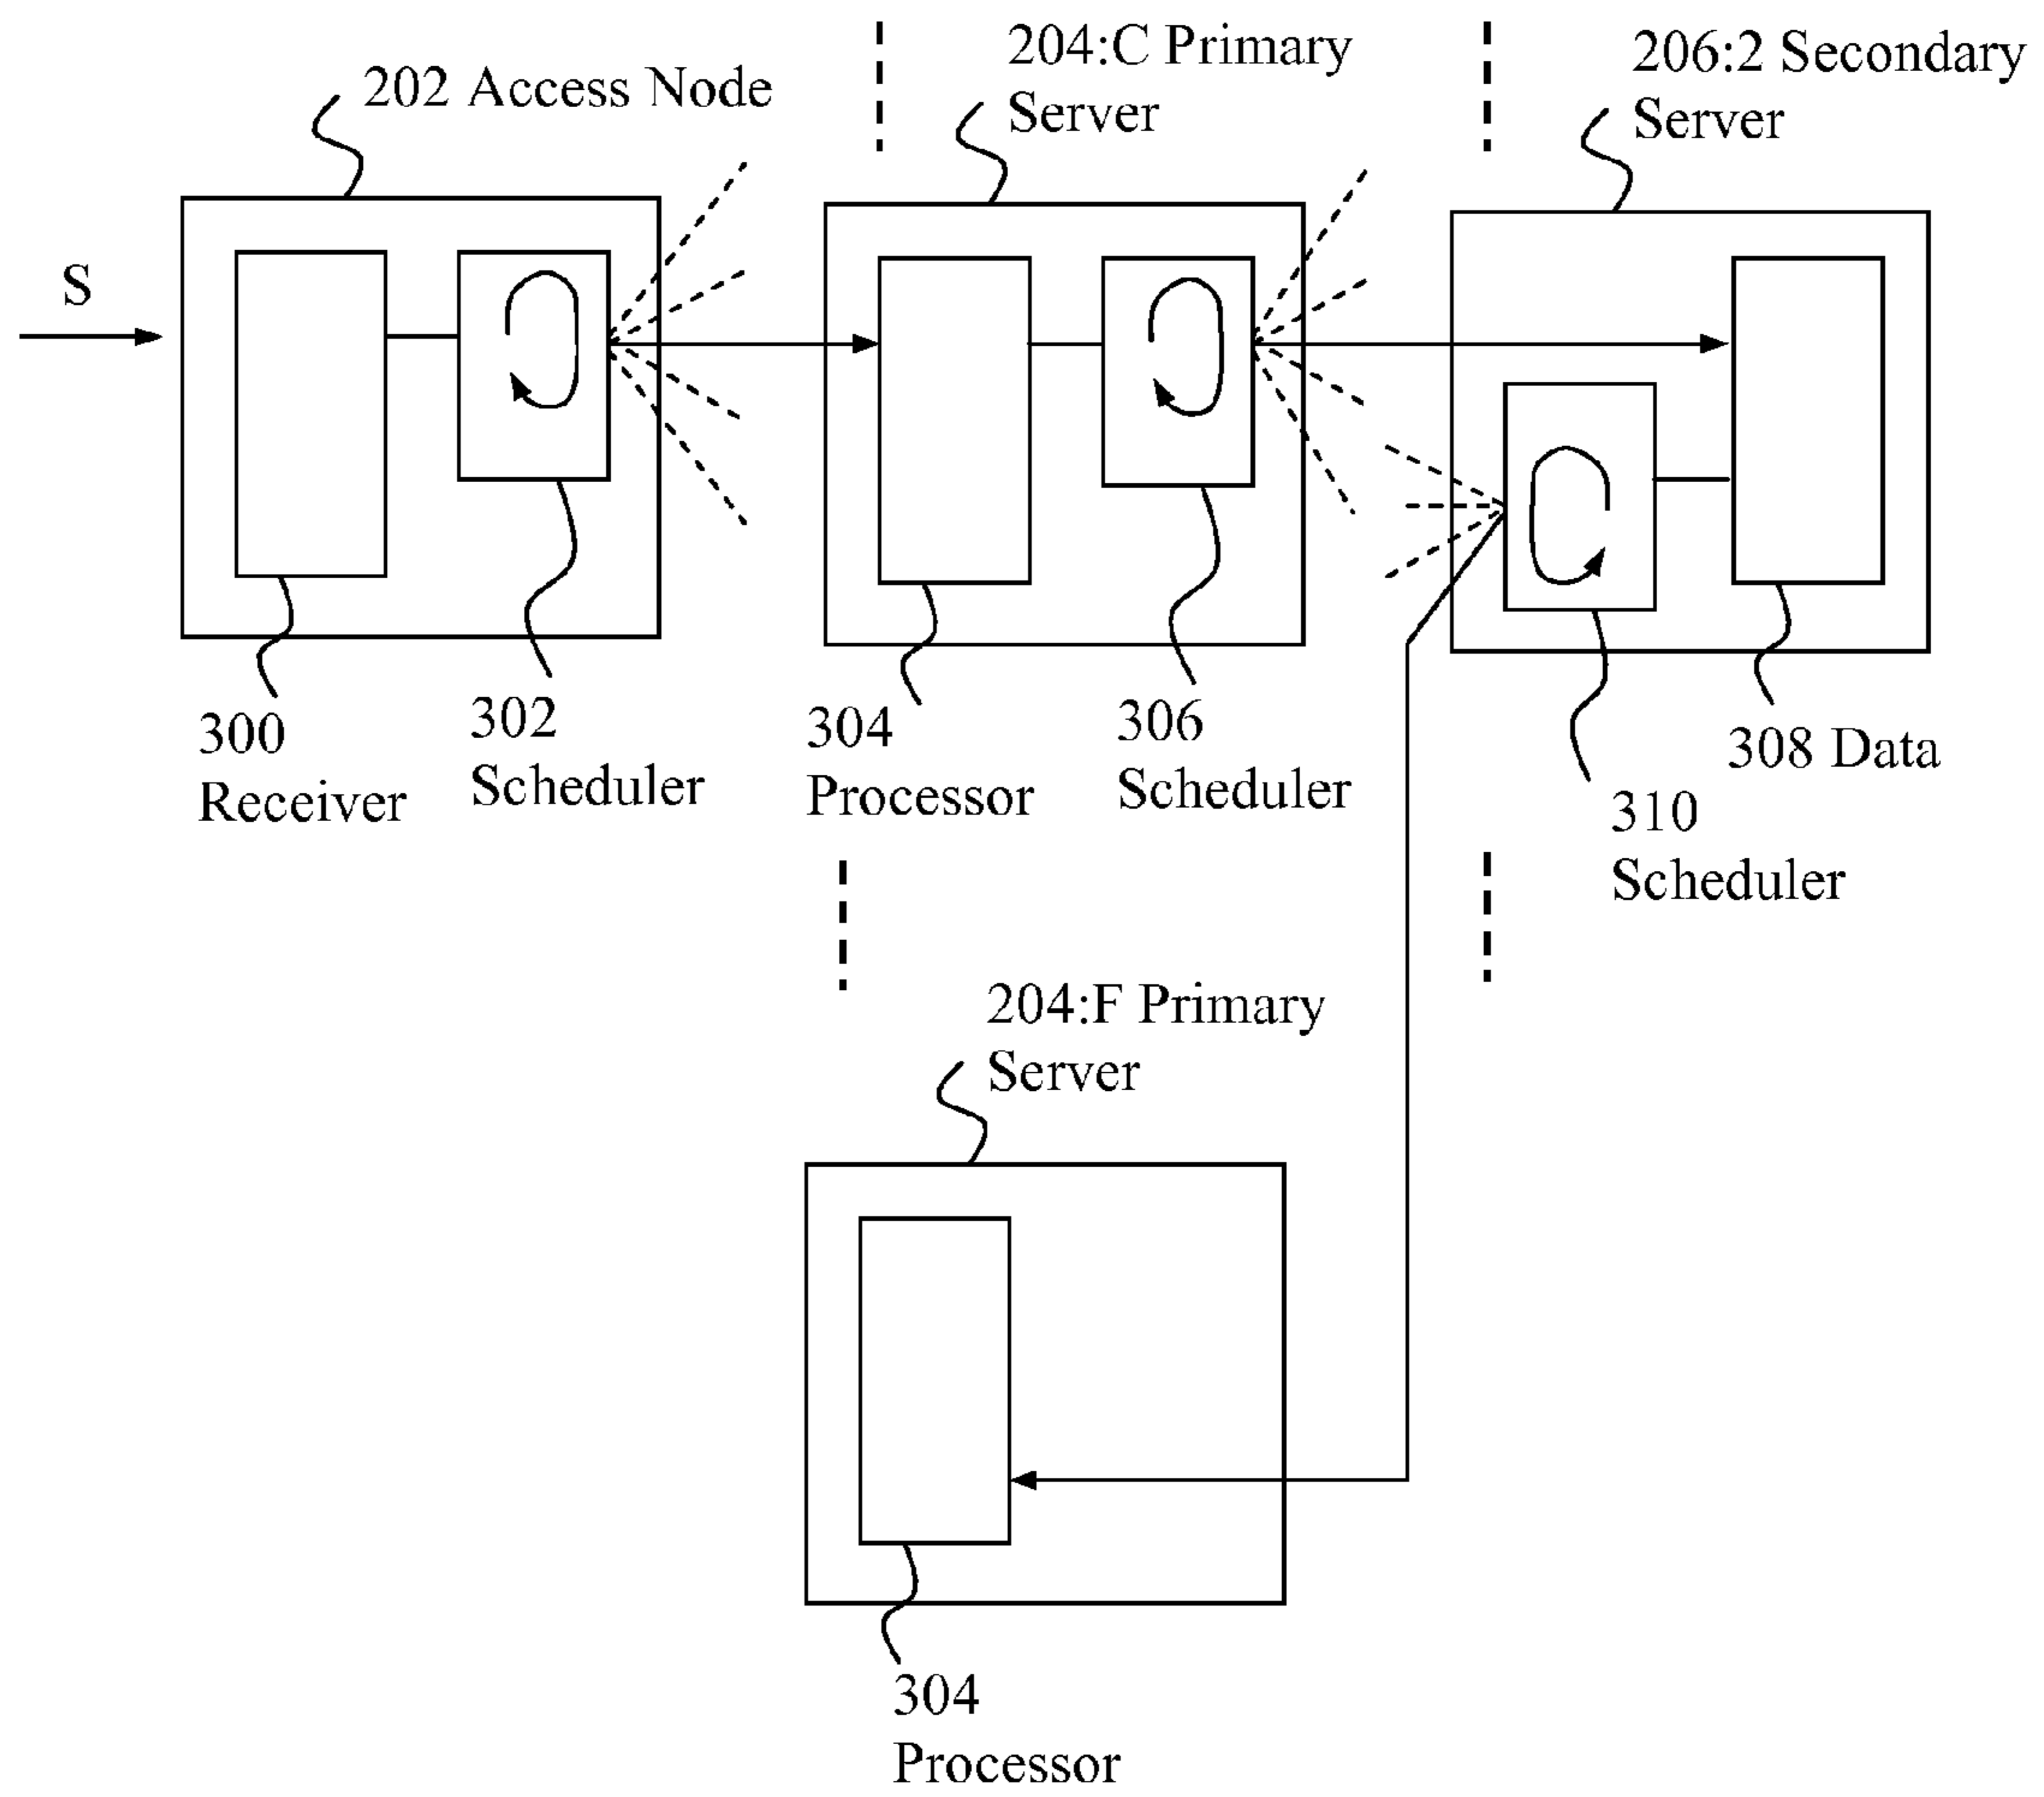 204:C Primary
Server
206:2 Secondary
Server
202 Access Node
S
300
Receiver
302
Scheduler
304
Processor
306
Scheduler
308 Data
310
Scheduler
204:F Primary
Server
304
Processor